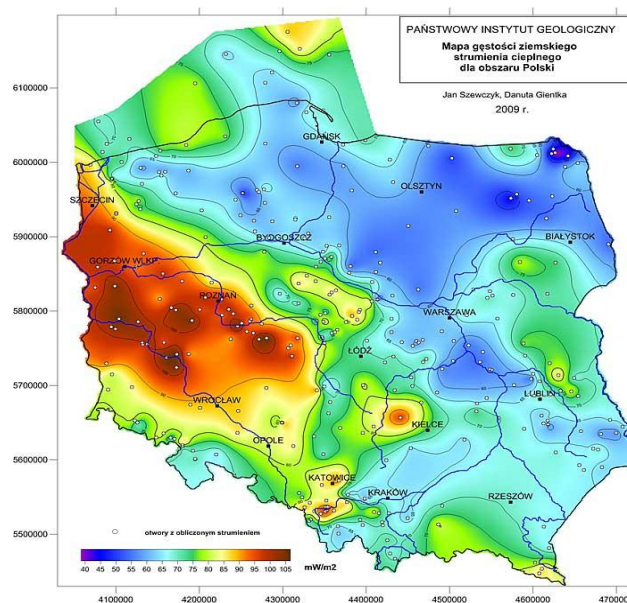 PAŃSTWOWY INSTYTUT GEOLOGICZNY
Mapa gęstości ziemskiego
strumienia cieplnego
dla obszaru Polski
Jan Szewczyk, Danuta Gientka
2009 r.
6100000
6000000
5900000
5800000
5700000
5600000
5500000
GDAŃSK
OLSZTYN
SZCZECIN
BIAŁYSTOK
BYDGOSZCZ
GORZÓW WLKP
POZNAŃ
WARSZAWA
ŁÓDŹ
LUBLIN
WROCŁAW
KIELCE
OPOLE
KATOWICE
KRAKÓW
RZESZÓW
otwory z obliczonym strumieniem
40 45 50 55 60 65 70 75 80 85 90 95 100 105
mW/m2
4100000 4200000 4300000 4400000 4500000 4600000 470000